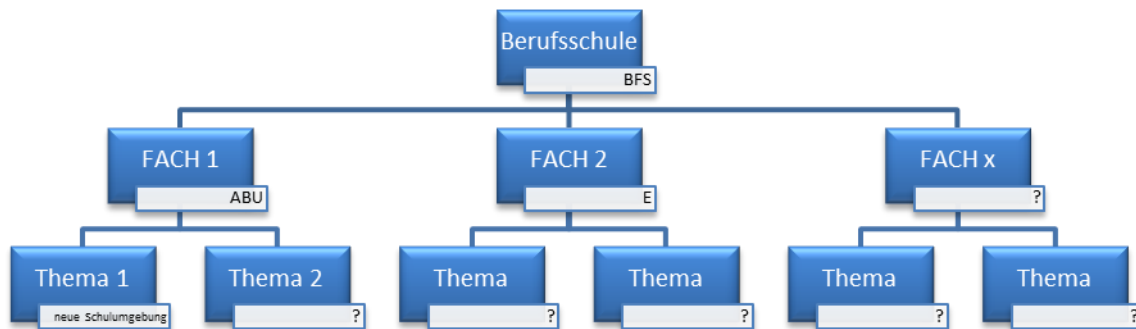 Berufsschule
BFS
FACH 1
ABU
FACH 2
E
FACH x
?
Thema 1
neue Schulumgebung
Thema 2
?
Thema
?
Thema
?
Thema
?
Thema
?